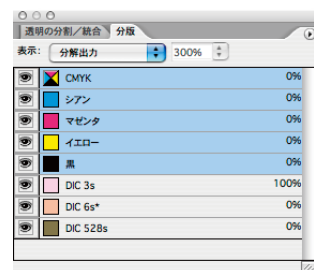 透明の分割／統合 分版
表示: 分解出力 300%
CMYK 0%
シアン 0%
マゼンタ 0%
イエロー 0%
黒 0%
DIC 3s 100%
DIC 6s* 0%
DIC 528s 0%